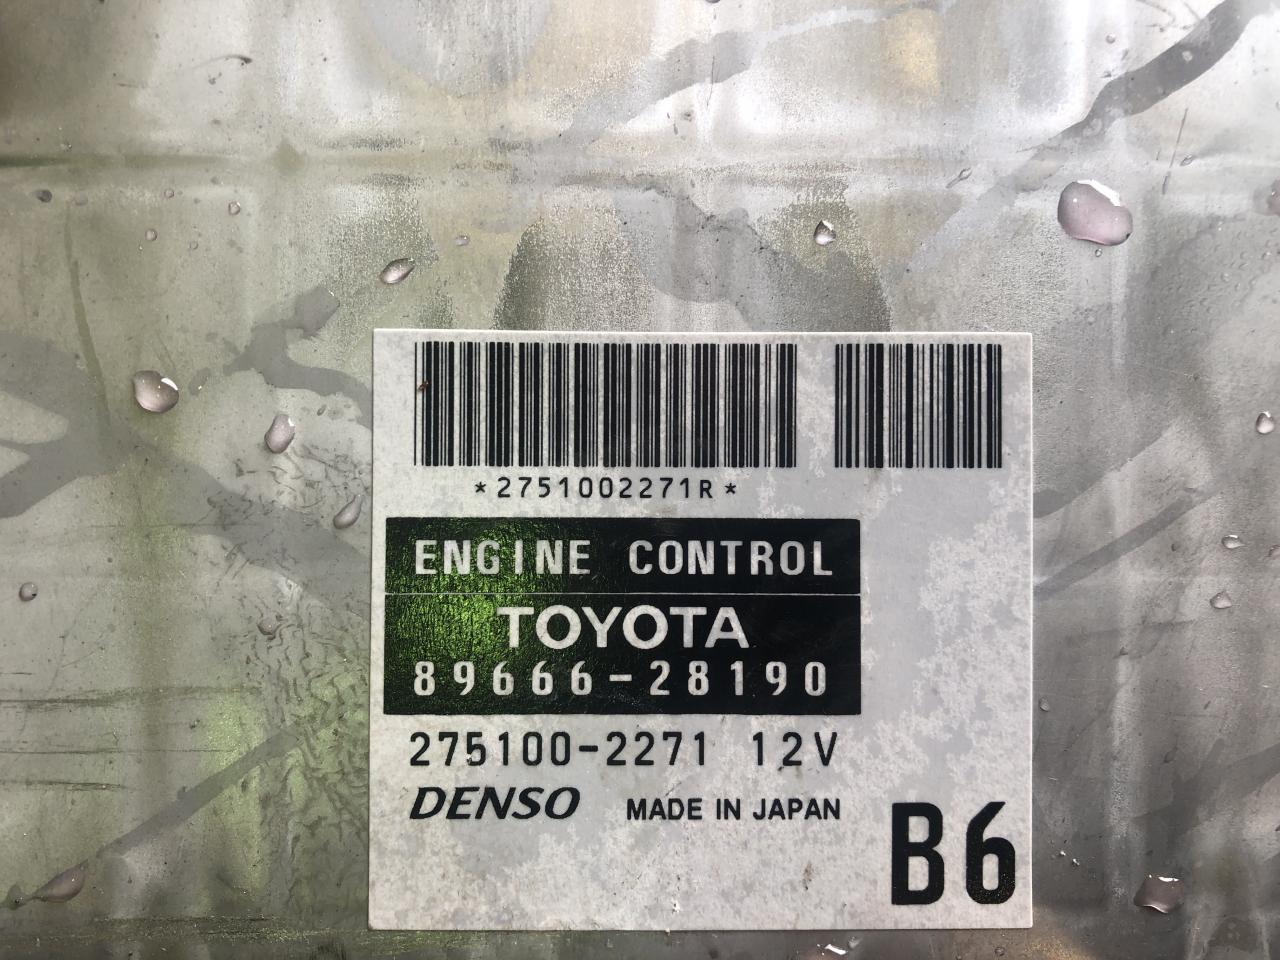 *2751002271R*
ENGINE CONTROL
TOYOTA
89666-28190
275100-2271 12V
DENSO MADE IN JAPAN
B6